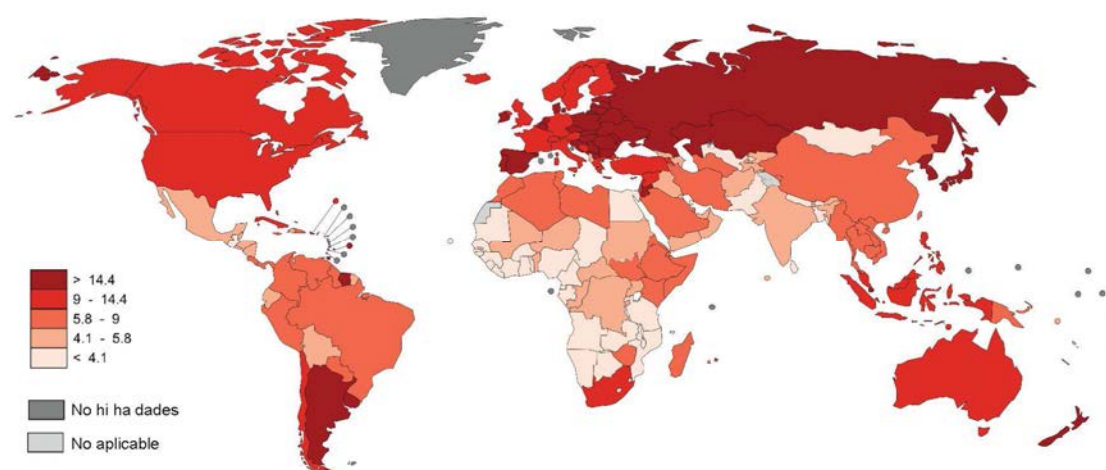 > 14.4
9 - 14.4
5.8 - 9
4.1 - 5.8
< 4.1
No hi ha dades
No aplicable